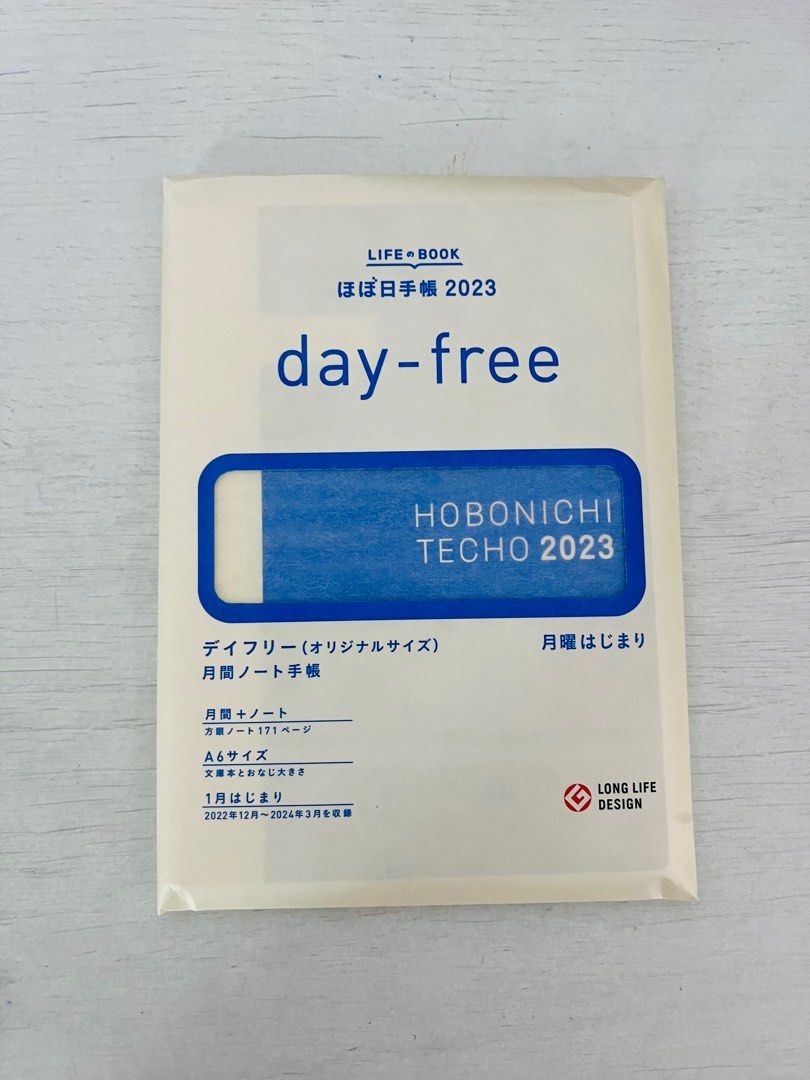 LIFEのBOOK
ほぼ日手帳 2023
day-free
HOBONICHI
TECHO 2023
デイフリー（オリジナルサイズ）
月間ノート手帳
月曜はじまり
月間＋ノート
方眼ノート171ページ
A6サイズ
文庫本とおなじ大きさ
1月はじまり
2022年12月〜2024年3月を収録
LONG LIFE
DESIGN